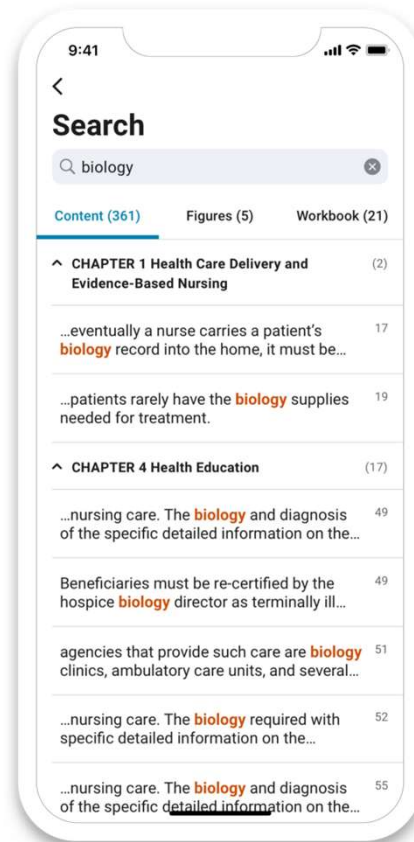 9:41
Search
biology
Content (361) Figures (5) Workbook (21)
CHAPTER 1 Health Care Delivery and (2)
Evidence-Based Nursing
...eventually a nurse carries a patient's 17
biology record into the home, it must be...
...patients rarely have the biology supplies 19
needed for treatment.
CHAPTER 4 Health Education (17)
...nursing care. The biology and diagnosis 49
of the specific detailed information on the...
Beneficiaries must be re-certified by the 49
hospice biology director as terminally ill...
agencies that provide such care are biology 51
clinics, ambulatory care units, and several...
...nursing care. The biology required with 52
specific detailed information on the...
...nursing care. The biology and diagnosis 55
of the specific detailed information on the...